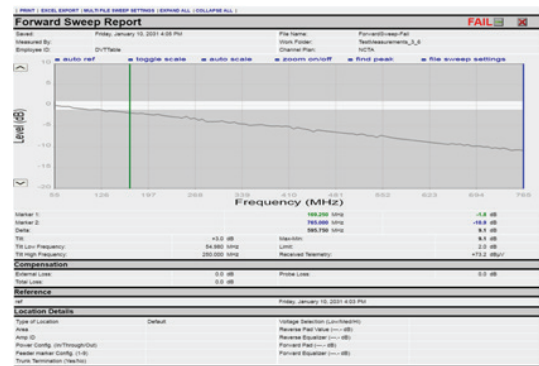 | PRINT | EXCEL EXPORT | MULTI FILE SWEEP SETTINGS | EXPAND ALL | COLLAPSE ALL |
Forward Sweep Report FAIL
Saved: Friday, January 10, 2031 4:05 PM File Name: ForwardSweep-Fail
Measured By: Work Folder: TestMeasurements_3_6
Employee ID: DVTTable Channel Plan: NCTA
auto ref toggle scale auto scale zoom on/off find peak file sweep settings
10
5
0
-5
-10
-15
-20
Level (dB)
126 197 268 339 410 481 552 623 694 765
Frequency (MHz)
Marker 1: MHz dB
Marker 2: 765.000 MHz dB
Delta: 595.750 MHz 9.1 dB
Tilt: +3.0 dB Max-Min: 9.1 dB
Tilt Low Frequency: MHz Limit: 2.0 dB
Tilt High Frequency: 250.000 MHz Received Telemetry: +73.2 dBµV
Compensation
External Loss: 0.0 dB Probe Loss: 0.0 dB
Total Loss: 0.0 dB
Reference
ref Friday, January 10, 2031 4:03 PM
Location Details
Type of Location Default Voltage Selection (Low/Med/Hi)
Area Reverse Pad Value (--.-- dB)
Amp ID Reverse Equalizer (--.-- dB)
Power Config. (In/Through/Out) Forward Pad (--.-- dB)
Feeder Marker Config. (1-8) Forward Equalizer (--.-- dB)
Trunk Termination (Yes/No)